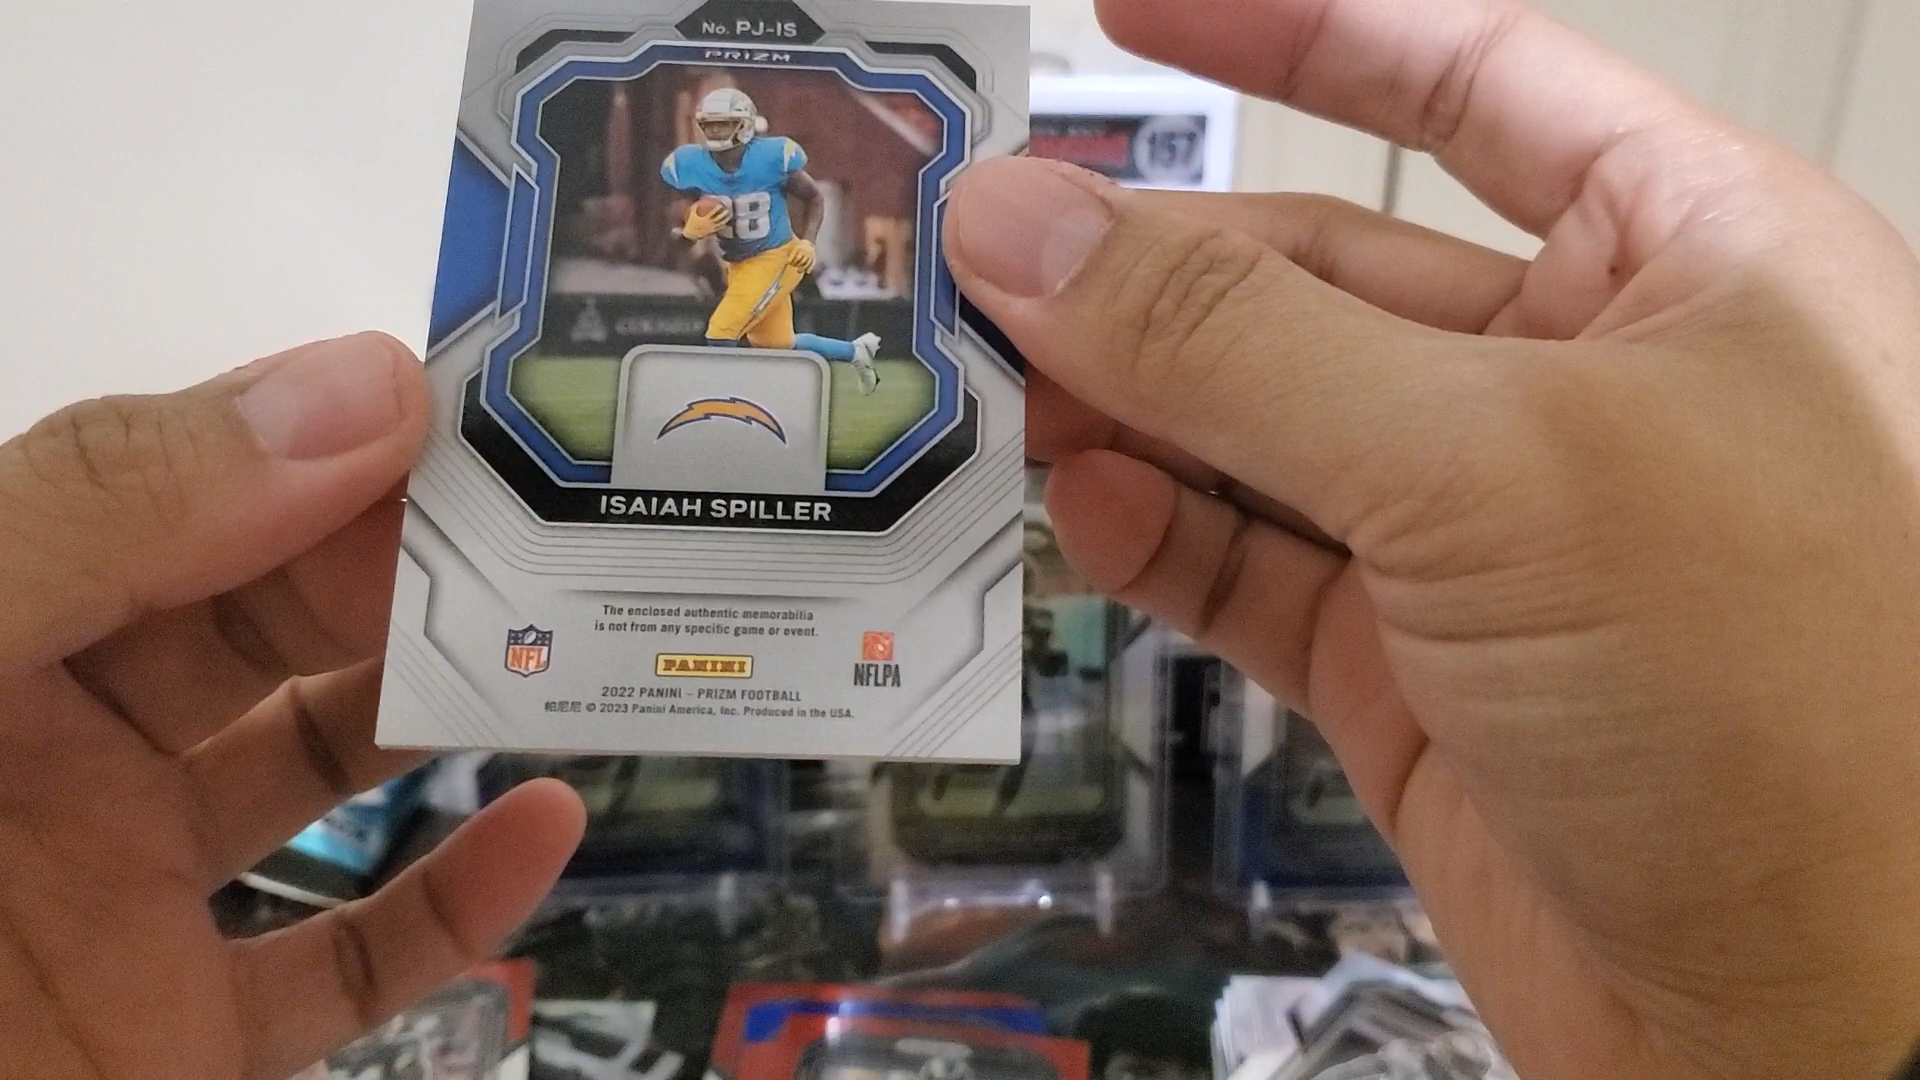 No. PJ-IS
PRIZM
157
28
ISAIAH SPILLER
The enclosed authentic memorabilia
is not from any specific game or event.
NFL
PANINI
NFLPA
2022 PANINI – PRIZM FOOTBALL
帕尼尼 © 2023 Panini America, Inc. Produced in the USA.